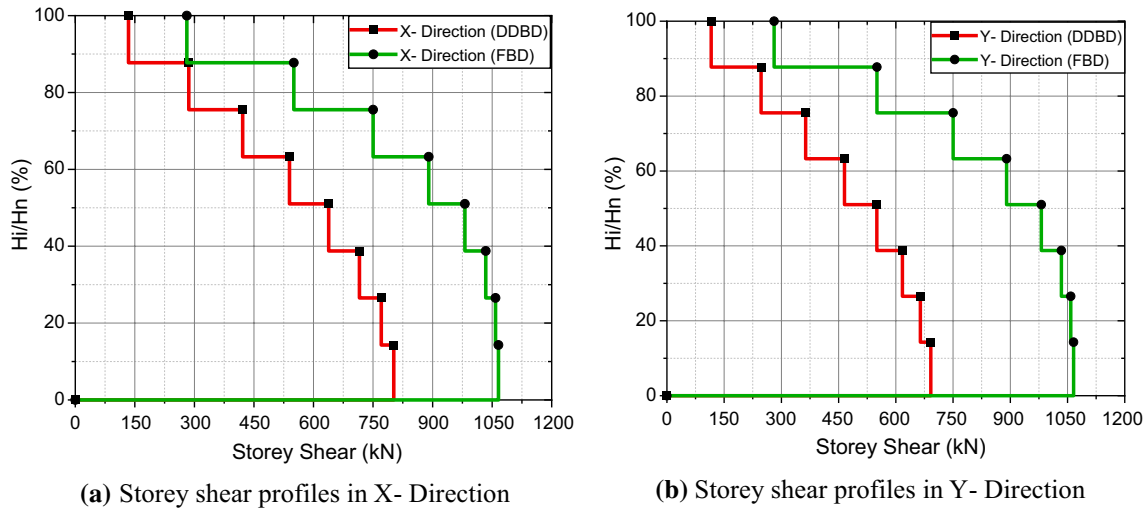 100
80
60
40
20
0
Hi/Hn (%)
X- Direction (DDBD)
X- Direction (FBD)
0 150 300 450 600 750 900 1050 1200
Storey Shear (kN)
(a) Storey shear profiles in X- Direction
100
80
60
40
20
0
Hi/Hn (%)
Y- Direction (DDBD)
Y- Direction (FBD)
0 150 300 450 600 750 900 1050 1200
Storey Shear (kN)
(b) Storey shear profiles in Y- Direction